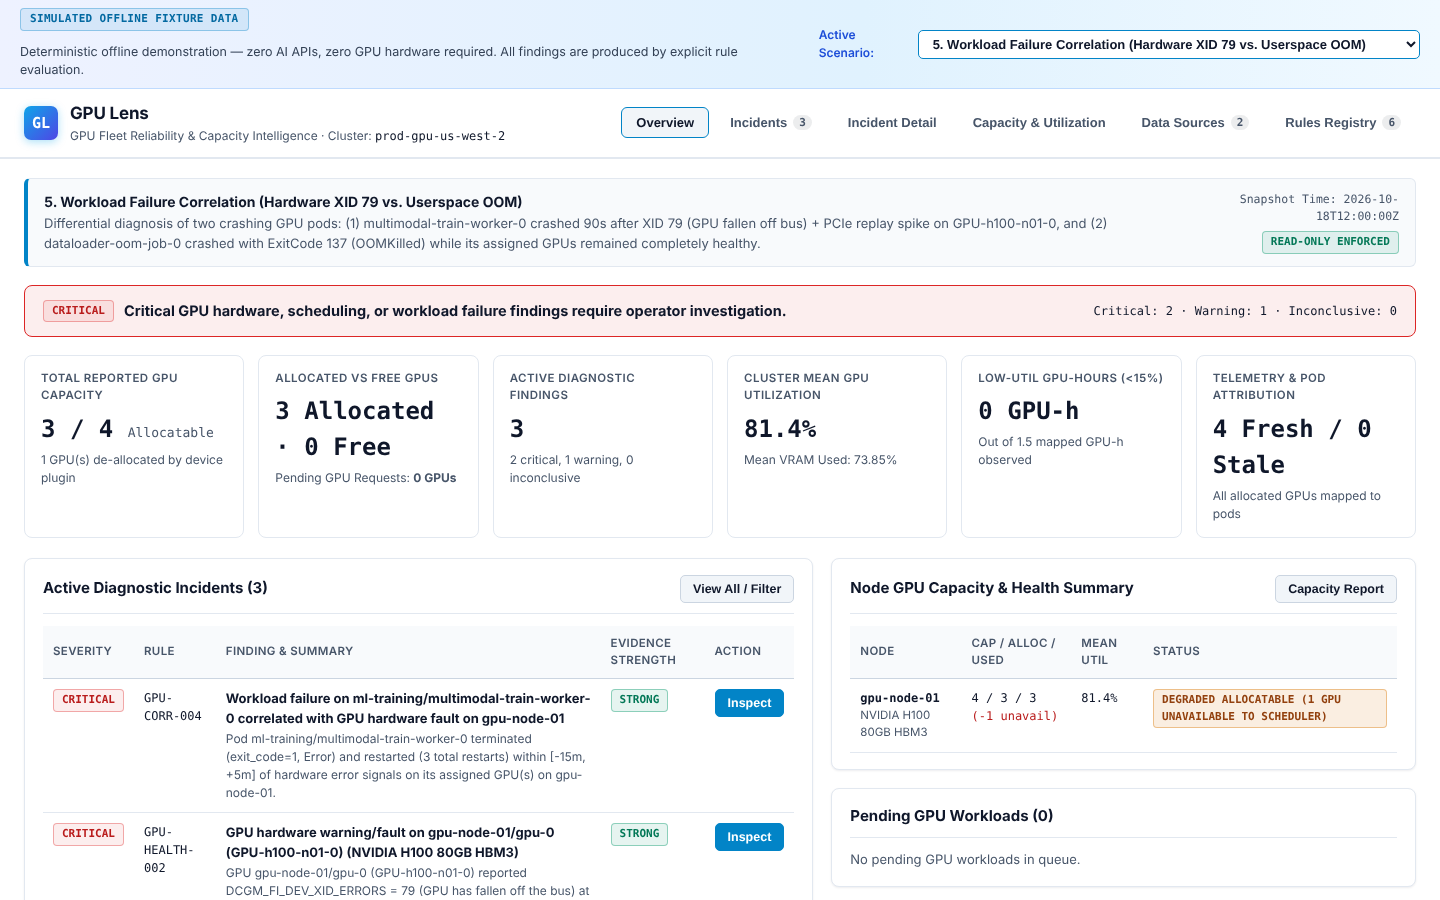 SIMULATED OFFLINE FIXTURE DATA
Deterministic offline demonstration — zero AI APIs, zero GPU hardware required. All findings are produced by explicit rule
evaluation.
Active
Scenario:
5. Workload Failure Correlation (Hardware XID 79 vs. Userspace OOM)
GL
GPU Lens
GPU Fleet Reliability & Capacity Intelligence · Cluster: prod-gpu-us-west-2
Overview
Incidents 3
Incident Detail
Capacity & Utilization
Data Sources 2
Rules Registry 6
5. Workload Failure Correlation (Hardware XID 79 vs. Userspace OOM)
Differential diagnosis of two crashing GPU pods: (1) multimodal-train-worker-0 crashed 90s after XID 79 (GPU fallen off bus) + PCIe replay spike on GPU-h100-n01-0, and (2)
dataloader-oom-job-0 crashed with ExitCode 137 (OOMKilled) while its assigned GPUs remained completely healthy.
Snapshot Time: 2026-10-
18T12:00:00Z
READ-ONLY ENFORCED
CRITICAL
Critical GPU hardware, scheduling, or workload failure findings require operator investigation.
Critical: 2 · Warning: 1 · Inconclusive: 0
TOTAL REPORTED GPU
CAPACITY
3 / 4 Allocatable
1 GPU(s) de-allocated by device
plugin
ALLOCATED VS FREE GPUS
3 Allocated
· 0 Free
Pending GPU Requests: 0 GPUs
ACTIVE DIAGNOSTIC
FINDINGS
3
2 critical, 1 warning, 0
inconclusive
CLUSTER MEAN GPU
UTILIZATION
81.4%
Mean VRAM Used: 73.85%
LOW-UTIL GPU-HOURS (<15%)
0 GPU-h
Out of 1.5 mapped GPU-h
observed
TELEMETRY & POD
ATTRIBUTION
4 Fresh / 0
Stale
All allocated GPUs mapped to
pods
Active Diagnostic Incidents (3)
View All / Filter
SEVERITY
RULE
FINDING & SUMMARY
EVIDENCE
STRENGTH
ACTION
CRITICAL
GPU-
CORR-004
Workload failure on ml-training/multimodal-train-worker-
0 correlated with GPU hardware fault on gpu-node-01
Pod ml-training/multimodal-train-worker-0 terminated
(exit_code=1, Error) and restarted (3 total restarts) within [-15m,
+5m] of hardware error signals on its assigned GPU(s) on gpu-
node-01.
STRONG
Inspect
CRITICAL
GPU-
HEALTH-
002
GPU hardware warning/fault on gpu-node-01/gpu-0
(GPU-h100-n01-0) (NVIDIA H100 80GB HBM3)
GPU gpu-node-01/gpu-0 (GPU-h100-n01-0) reported
DCGM_FI_DEV_XID_ERRORS = 79 (GPU has fallen off the bus) at
STRONG
Inspect
Node GPU Capacity & Health Summary
Capacity Report
NODE
CAP / ALLOC /
USED
MEAN
UTIL
STATUS
gpu-node-01
NVIDIA H100
80GB HBM3
4 / 3 / 3
(-1 unavail)
81.4%
DEGRADED ALLOCATABLE (1 GPU
UNAVAILABLE TO SCHEDULER)
Pending GPU Workloads (0)
No pending GPU workloads in queue.